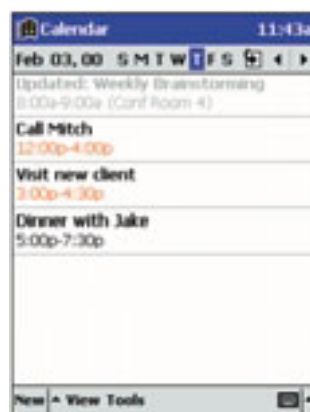 Calendar 11:43a
Feb 03, 00 S M T W T F S
Updated: Weekly Brainstorming
8:00a-9:00a (Conf Room 4)
Call Mitch
12:00p-4:00p
Visit new client
3:00p-4:30p
Dinner with Jake
5:00p-7:30p
New View Tools